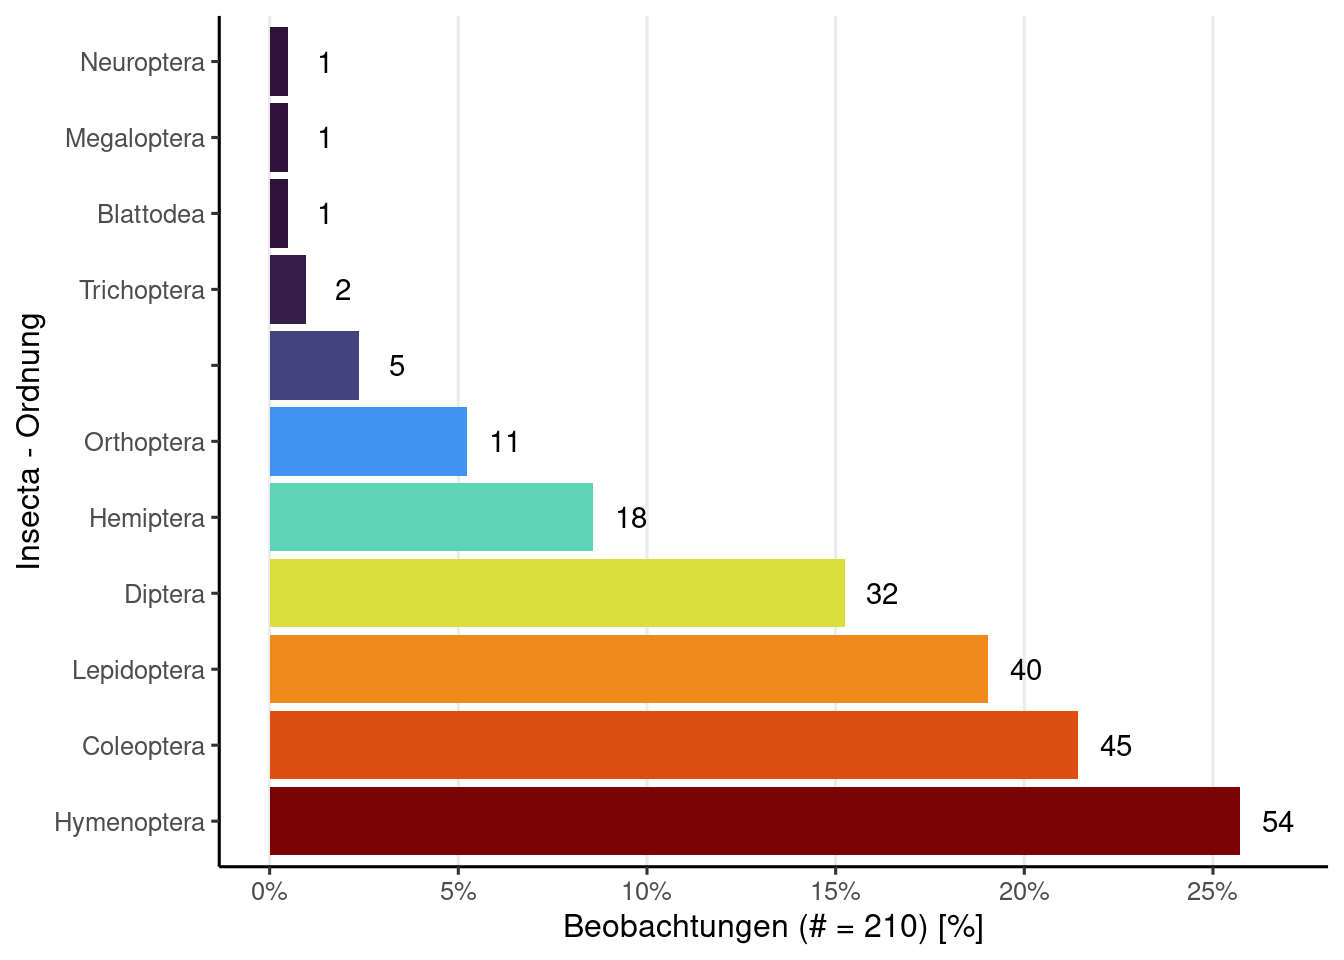 Insecta - Ordnung
Neuroptera 1
Megaloptera 1
Blattodea 1
Trichoptera 2
5
Orthoptera 11
Hemiptera 18
Diptera 32
Lepidoptera 40
Coleoptera 45
Hymenoptera 54
0% 5% 10% 15% 20% 25%
Beobachtungen (# = 210) [%]